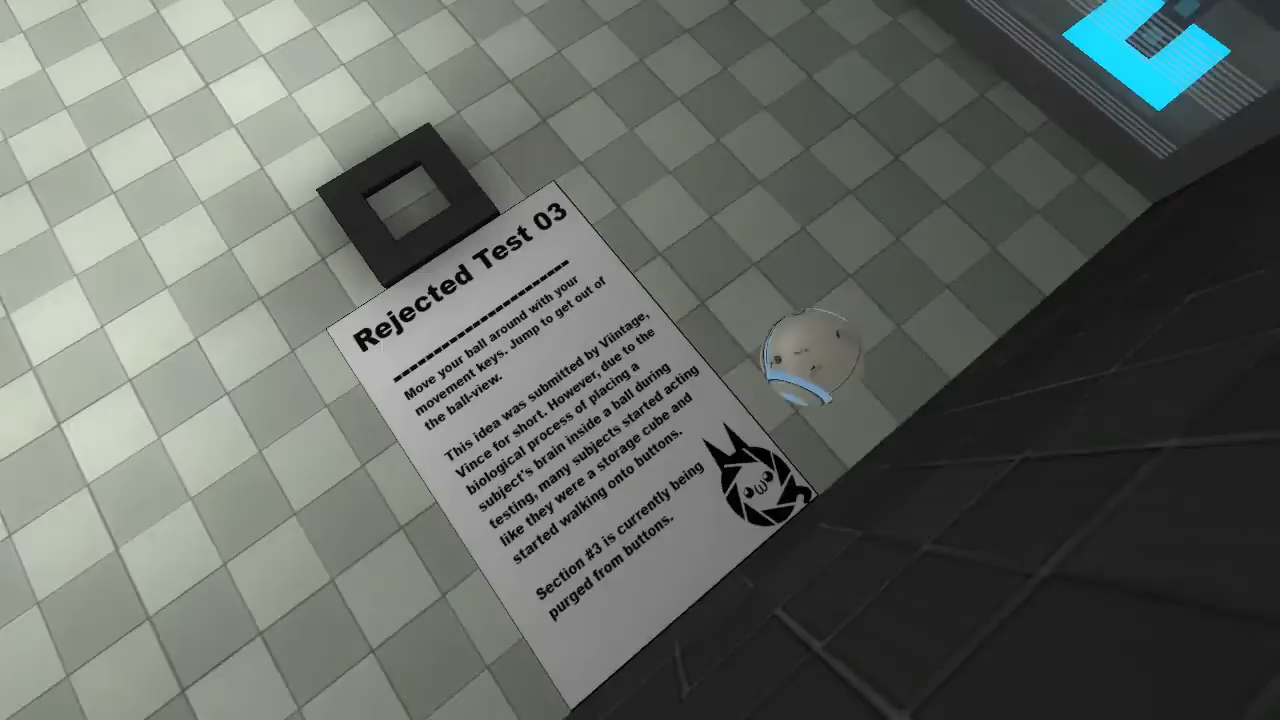 Rejected Test 03
Move your ball around with your
movement keys. Jump to get out of
the ball-view.
This idea was submitted by Viintage,
Vince for short. However, due to the
biological process of placing a
subject's brain inside a ball during
testing, many subjects started acting
like they were a storage cube and
started walking onto buttons.
Section #3 is currently being
purged from buttons.